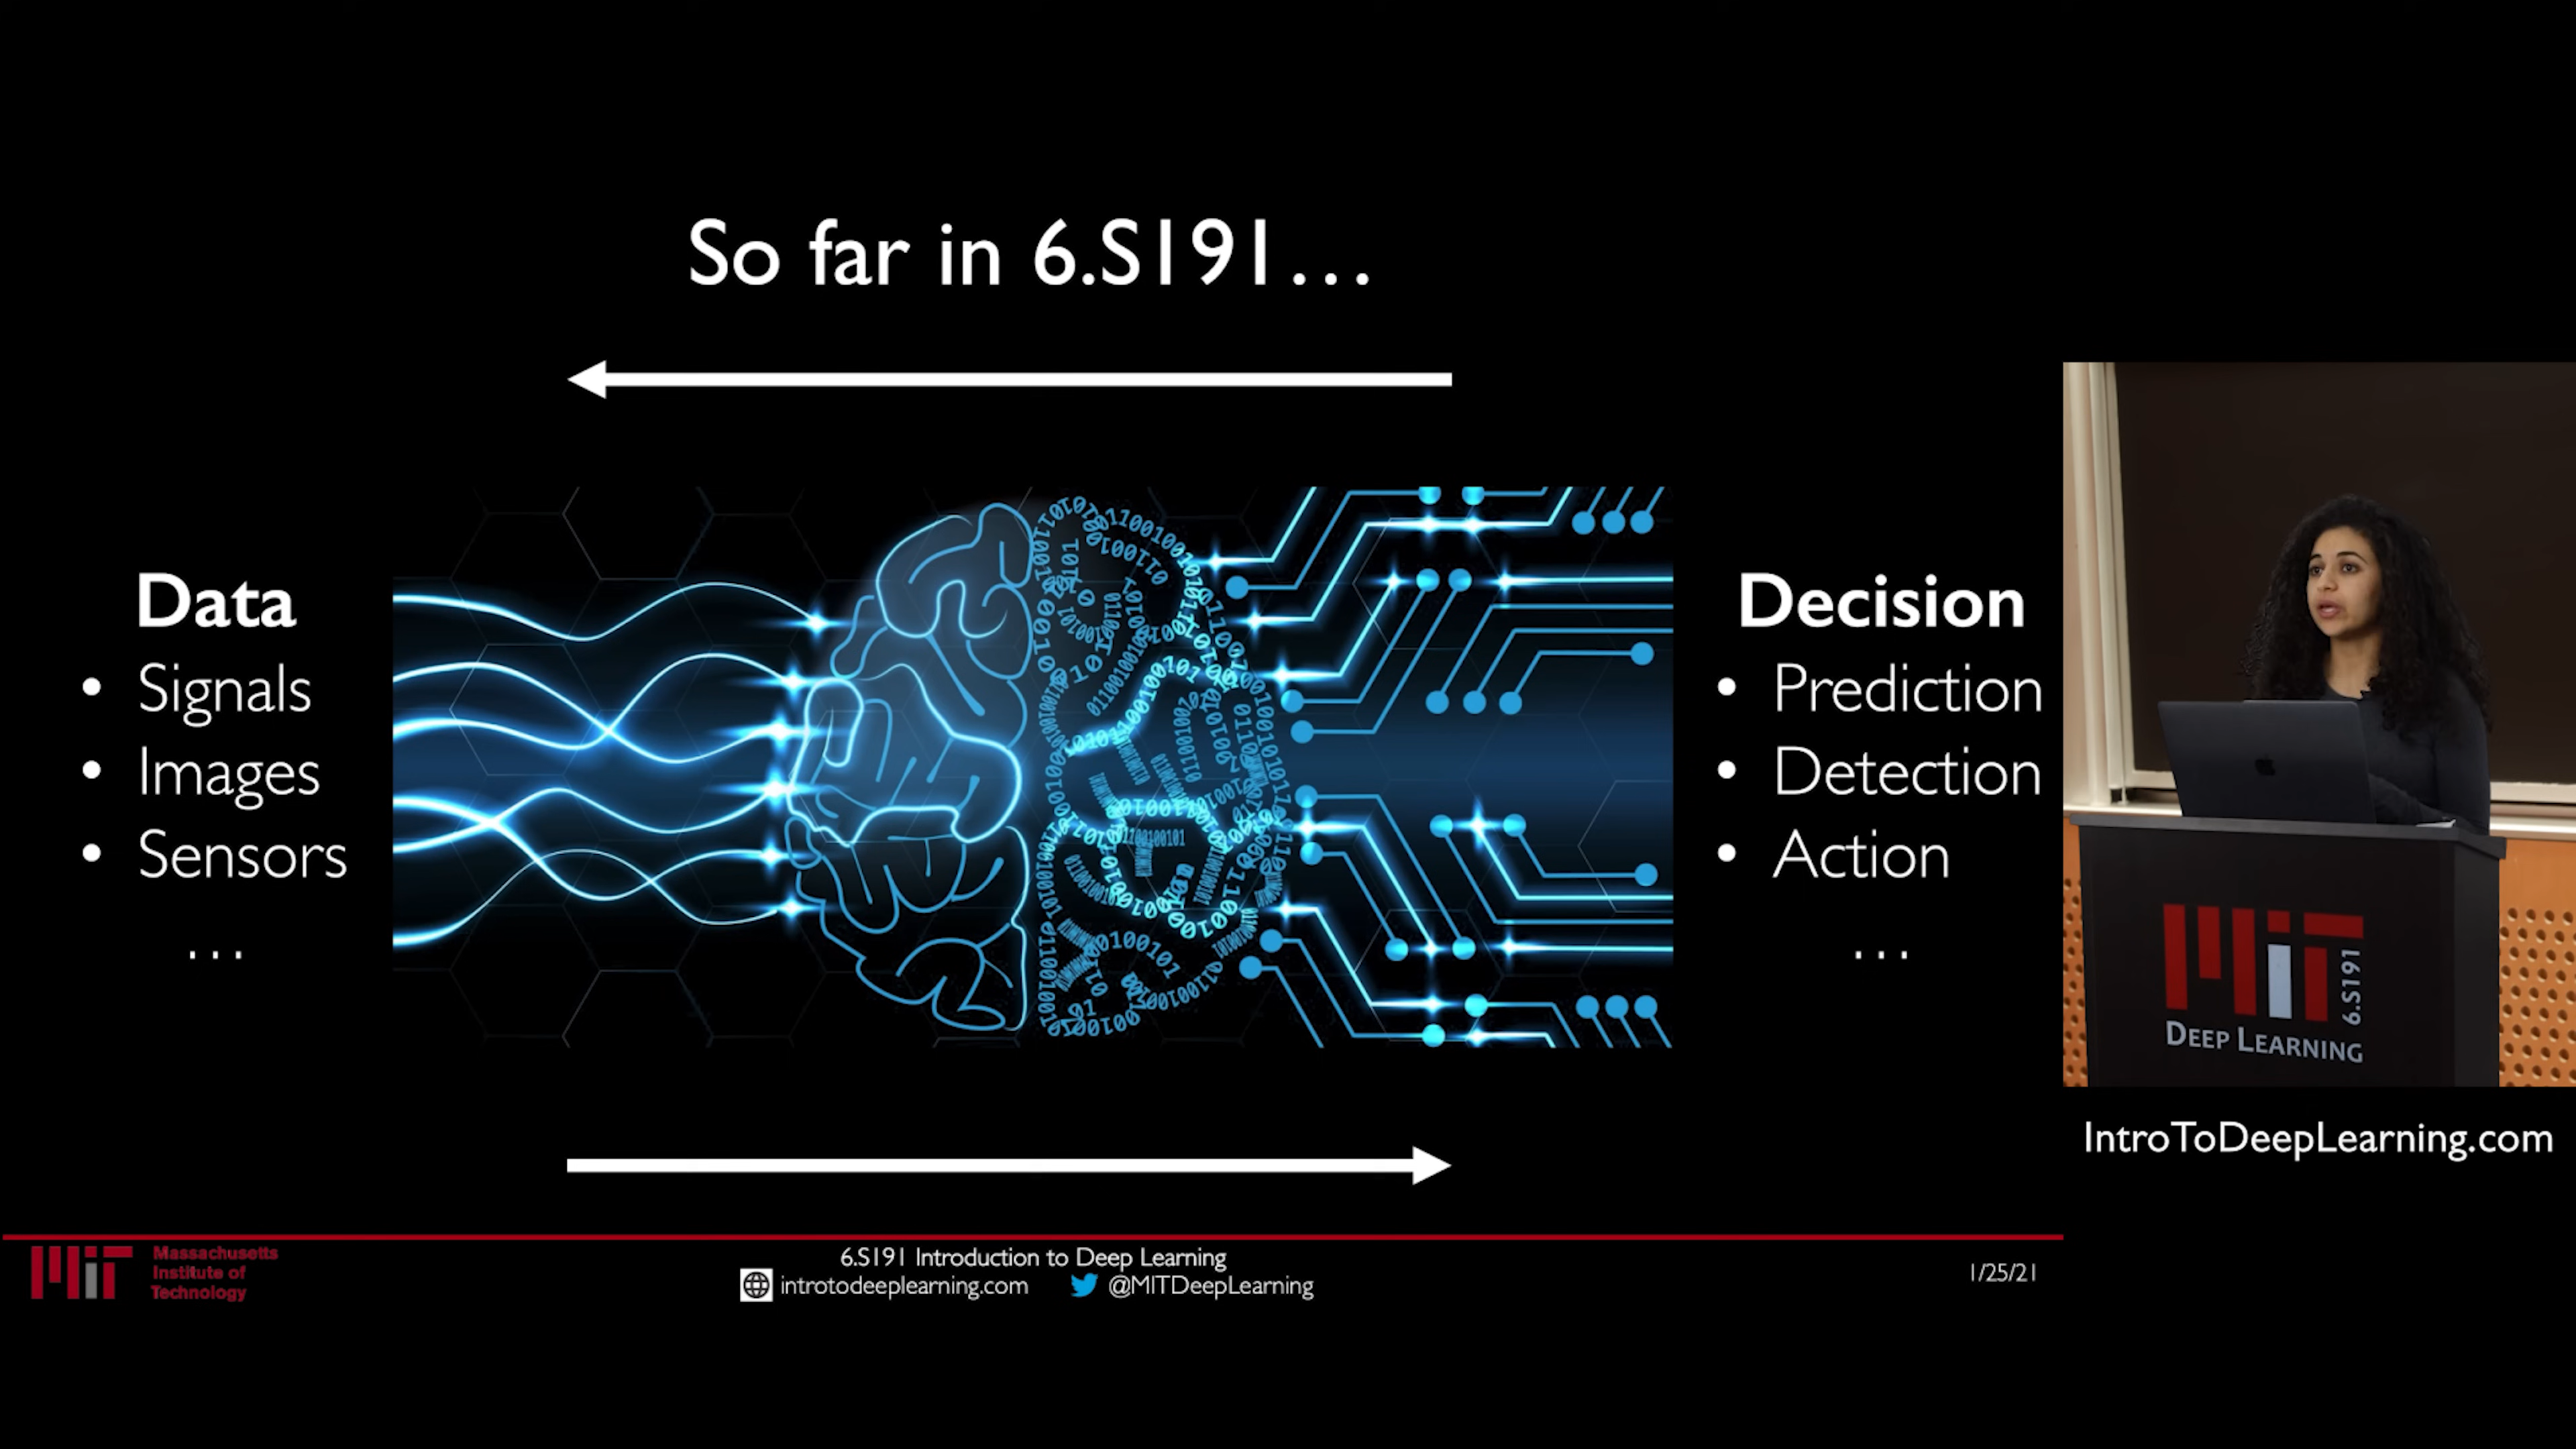 So far in 6.S191...
Data
• Signals
• Images
• Sensors
...
Decision
• Prediction
• Detection
• Action
...
MIT
6.S191
DEEP LEARNING
IntroToDeepLearning.com
MIT
Massachusetts
Institute of
Technology
6.S191 Introduction to Deep Learning
introtodeeplearning.com @MITDeepLearning
1/25/21